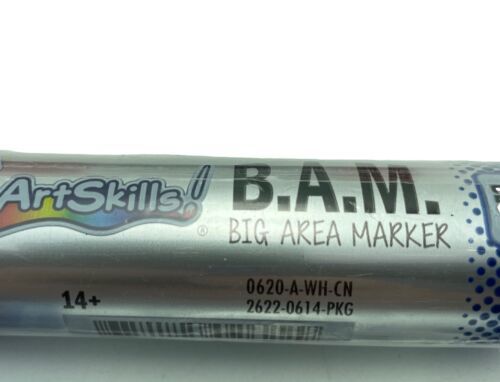 ArtSkills!
®
B.A.M.
BIG AREA MARKER
14+
0620-A-WH-CN
2622-0614-PKG